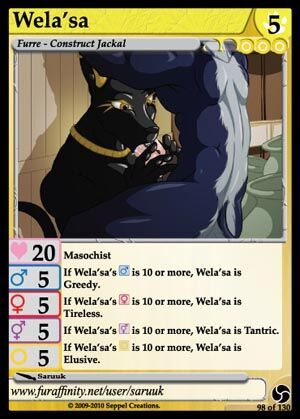 Wela'sa
5
Furre - Construct Jackal
20
Masochist
5
If Wela'sa's ♂ is 10 or more, Wela'sa is
Greedy.
5
If Wela'sa's ♀ is 10 or more, Wela'sa is
Tireless.
5
If Wela'sa's ⚥ is 10 or more, Wela'sa is Tantric.
5
If Wela'sa's is 10 or more, Wela'sa is
Elusive.
Saruuk
www.furaffinity.net/user/saruuk
© 2009-2010 Seppel Creations.
98 of 130